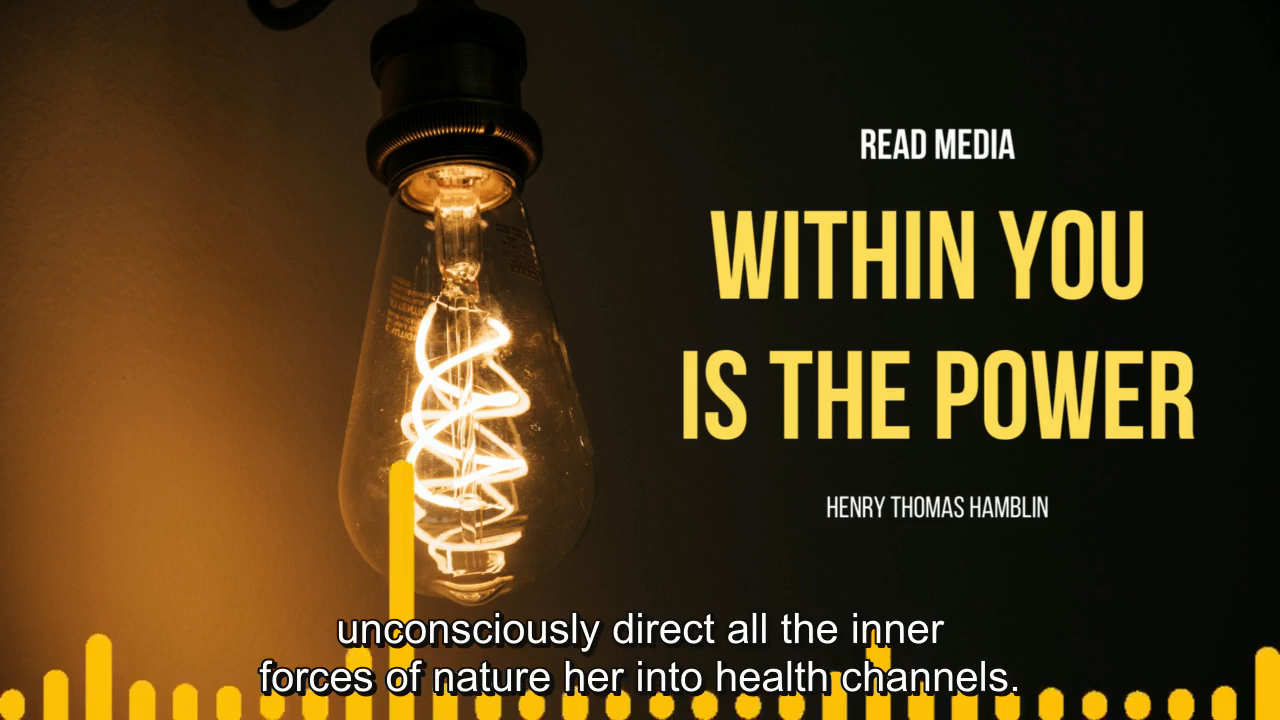 READ MEDIA
WITHIN YOU
IS THE POWER
HENRY THOMAS HAMBLIN
unconsciously direct all the inner
forces of nature her into health channels.